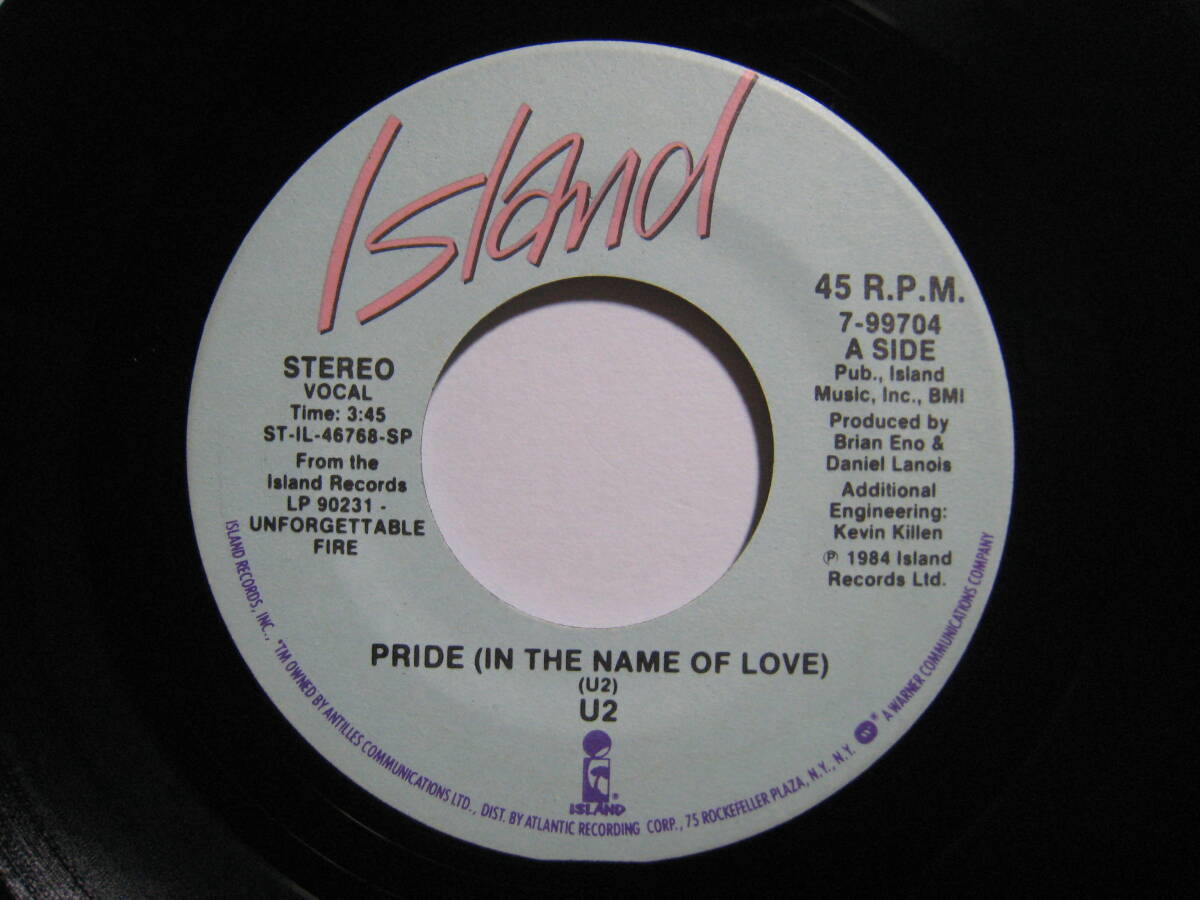 Island
STEREO
VOCAL
Time: 3:45
ST-IL-46768-SP
From the
Island Records
LP 90231 -
UNFORGETTABLE
FIRE
45 R.P.M.
7-99704
A SIDE
Pub., Island
Music, Inc., BMI
Produced by
Brian Eno &
Daniel Lanois
Additional
Engineering:
Kevin Killen
℗ 1984 Island
Records Ltd.
PRIDE (IN THE NAME OF LOVE)
(U2)
U2
ISLAND®
ISLAND RECORDS, INC., *TM OWNED BY ANTILLES COMMUNICATIONS LTD., DIST. BY ATLANTIC RECORDING CORP., 75 ROCKEFELLER PLAZA, N.Y., N.Y. ® A WARNER COMMUNICATIONS COMPANY